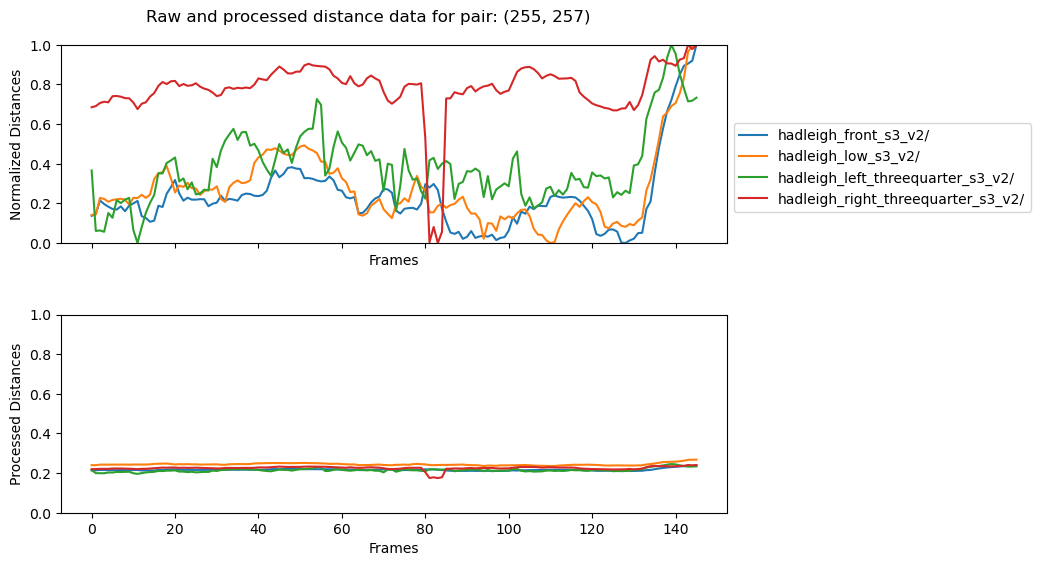 Raw and processed distance data for pair: (255, 257)
1.0
0.8
0.6
0.4
0.2
0.0
Normalized Distances
Frames
hadleigh_front_s3_v2/
hadleigh_low_s3_v2/
hadleigh_left_threequarter_s3_v2/
hadleigh_right_threequarter_s3_v2/
1.0
0.8
0.6
0.4
0.2
0.0
Processed Distances
0 20 40 60 80 100 120 140
Frames